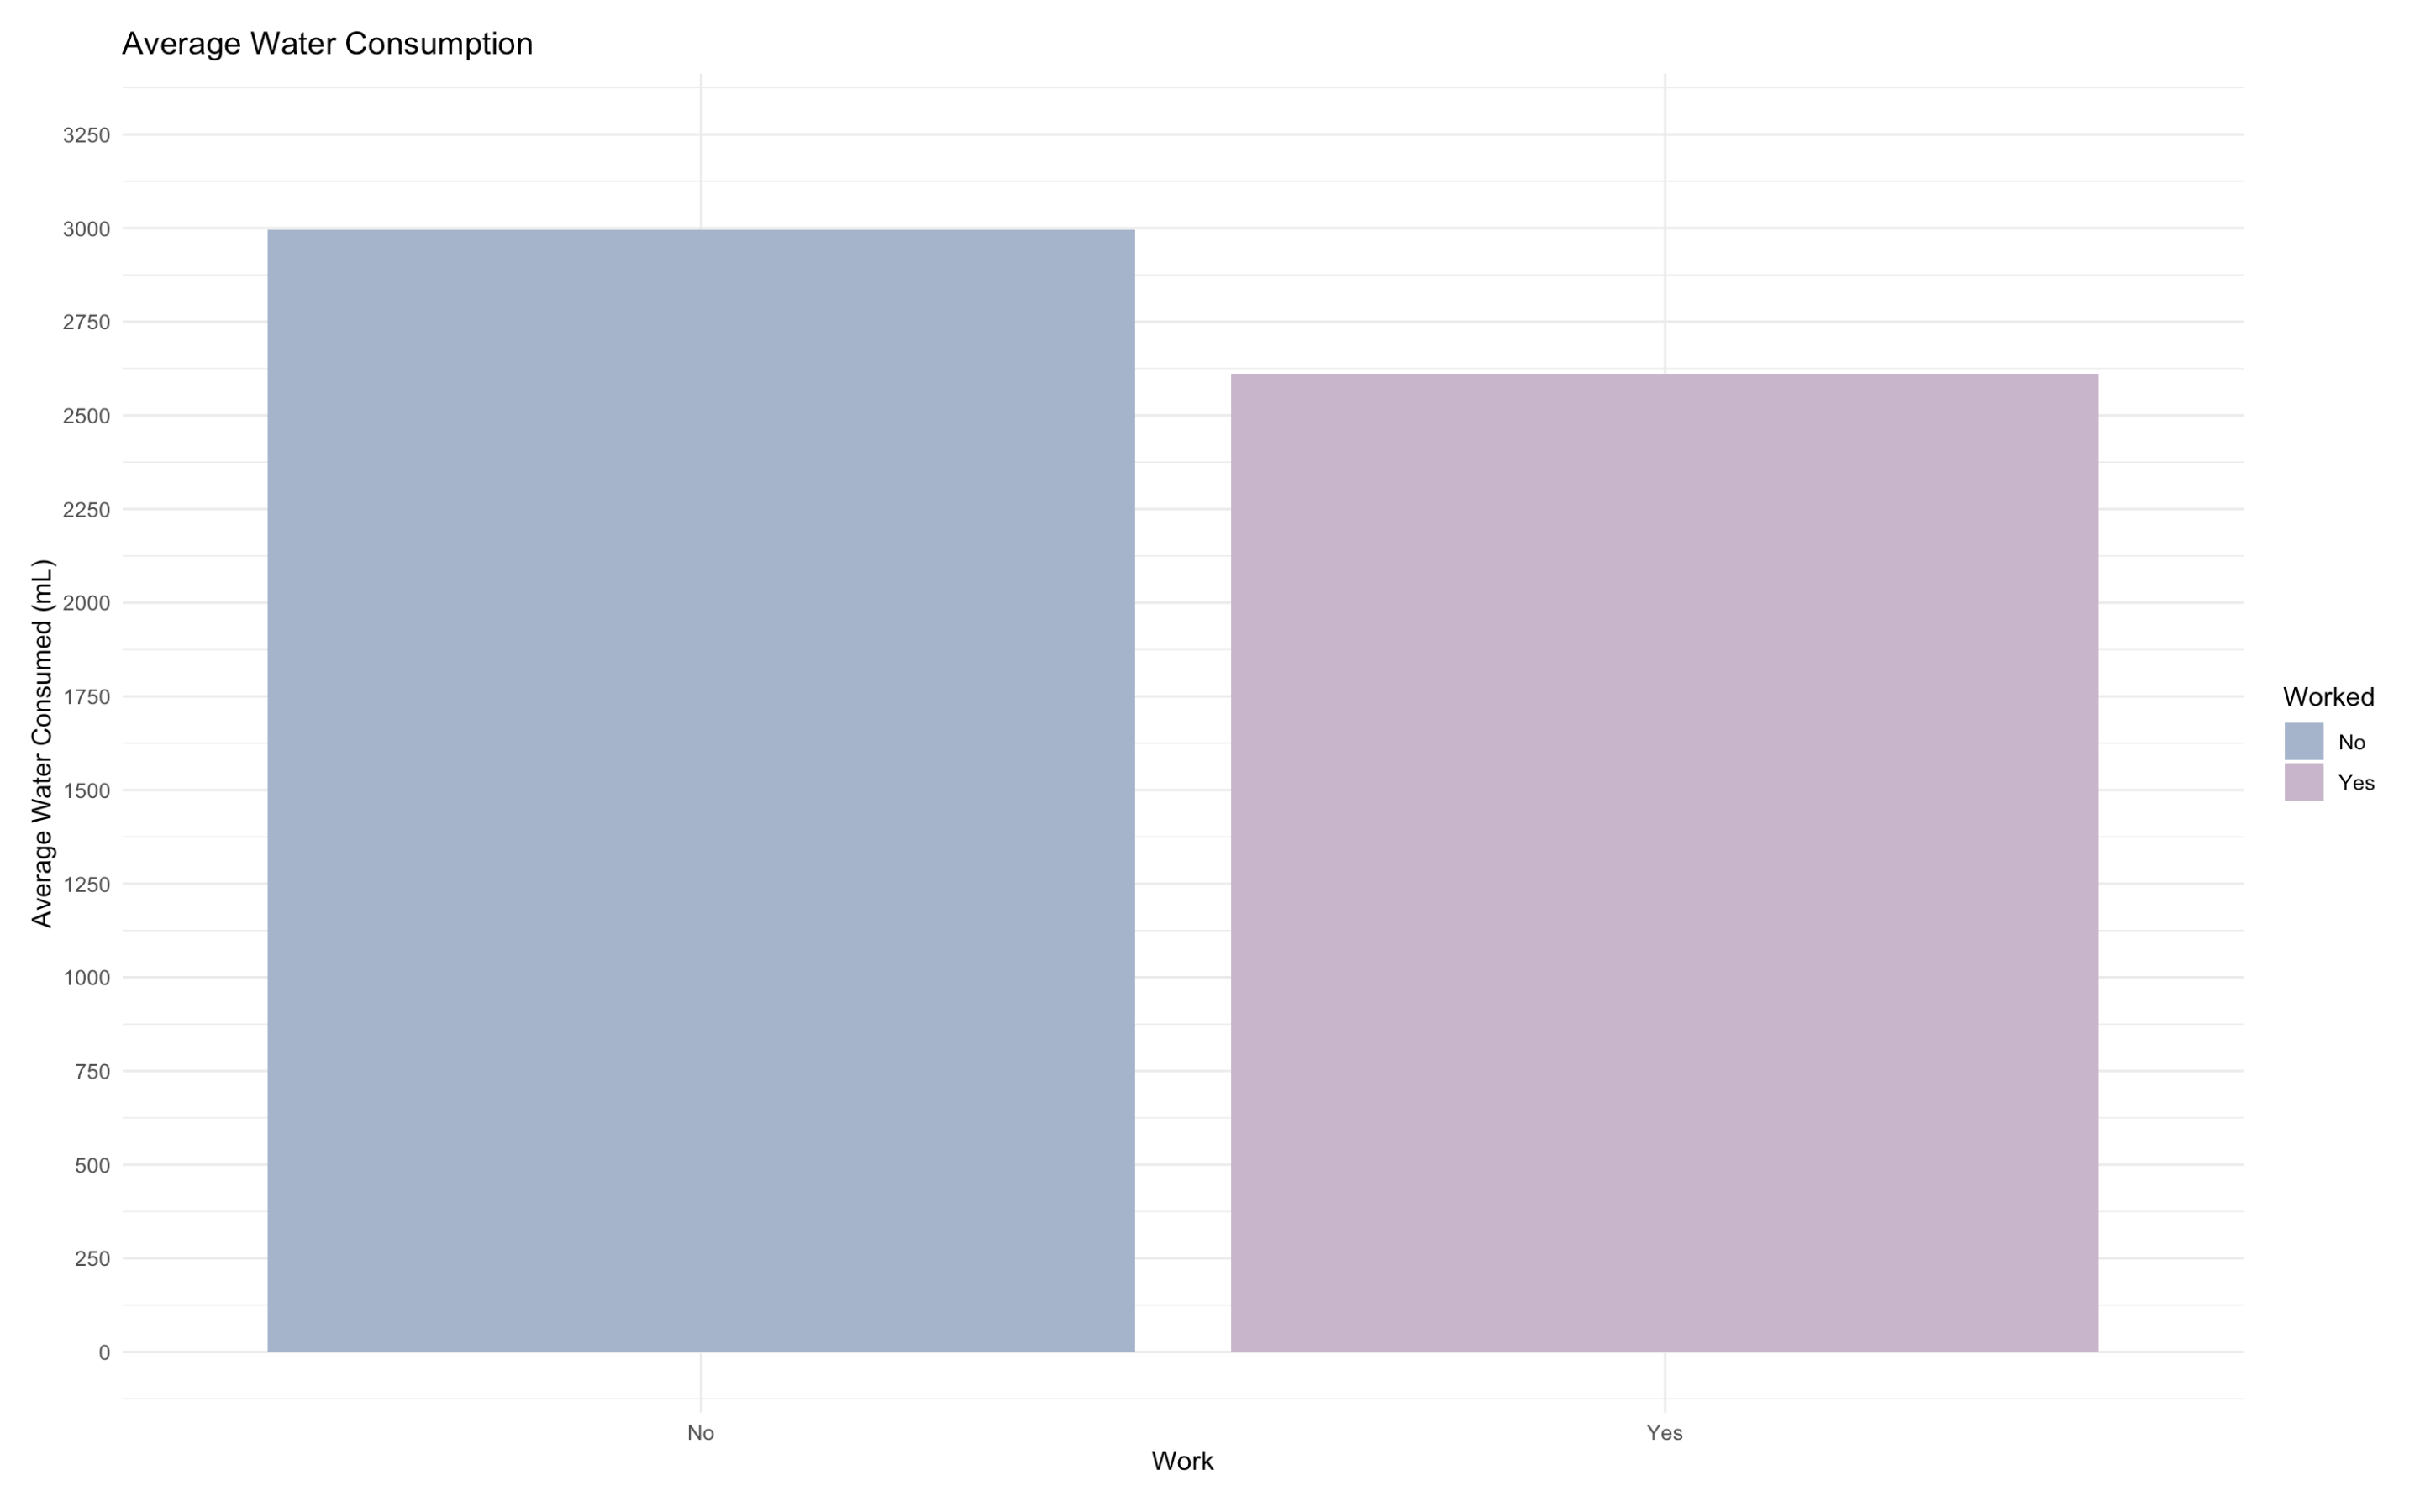 Average Water Consumption
Average Water Consumed (mL)
3250
3000
2750
2500
2250
2000
1750
1500
1250
1000
750
500
250
0
No
Yes
Work
Worked
No
Yes